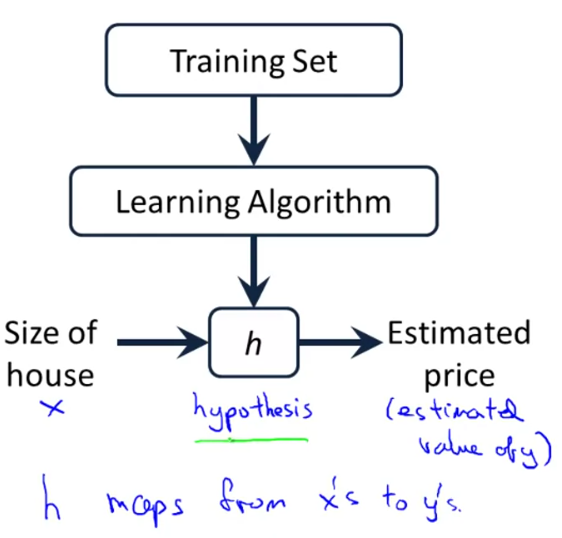 Training Set
Learning Algorithm
Size of
house
x
h
hypothesis
Estimated
price
(estimated
value of y)
h maps from x's to y's.